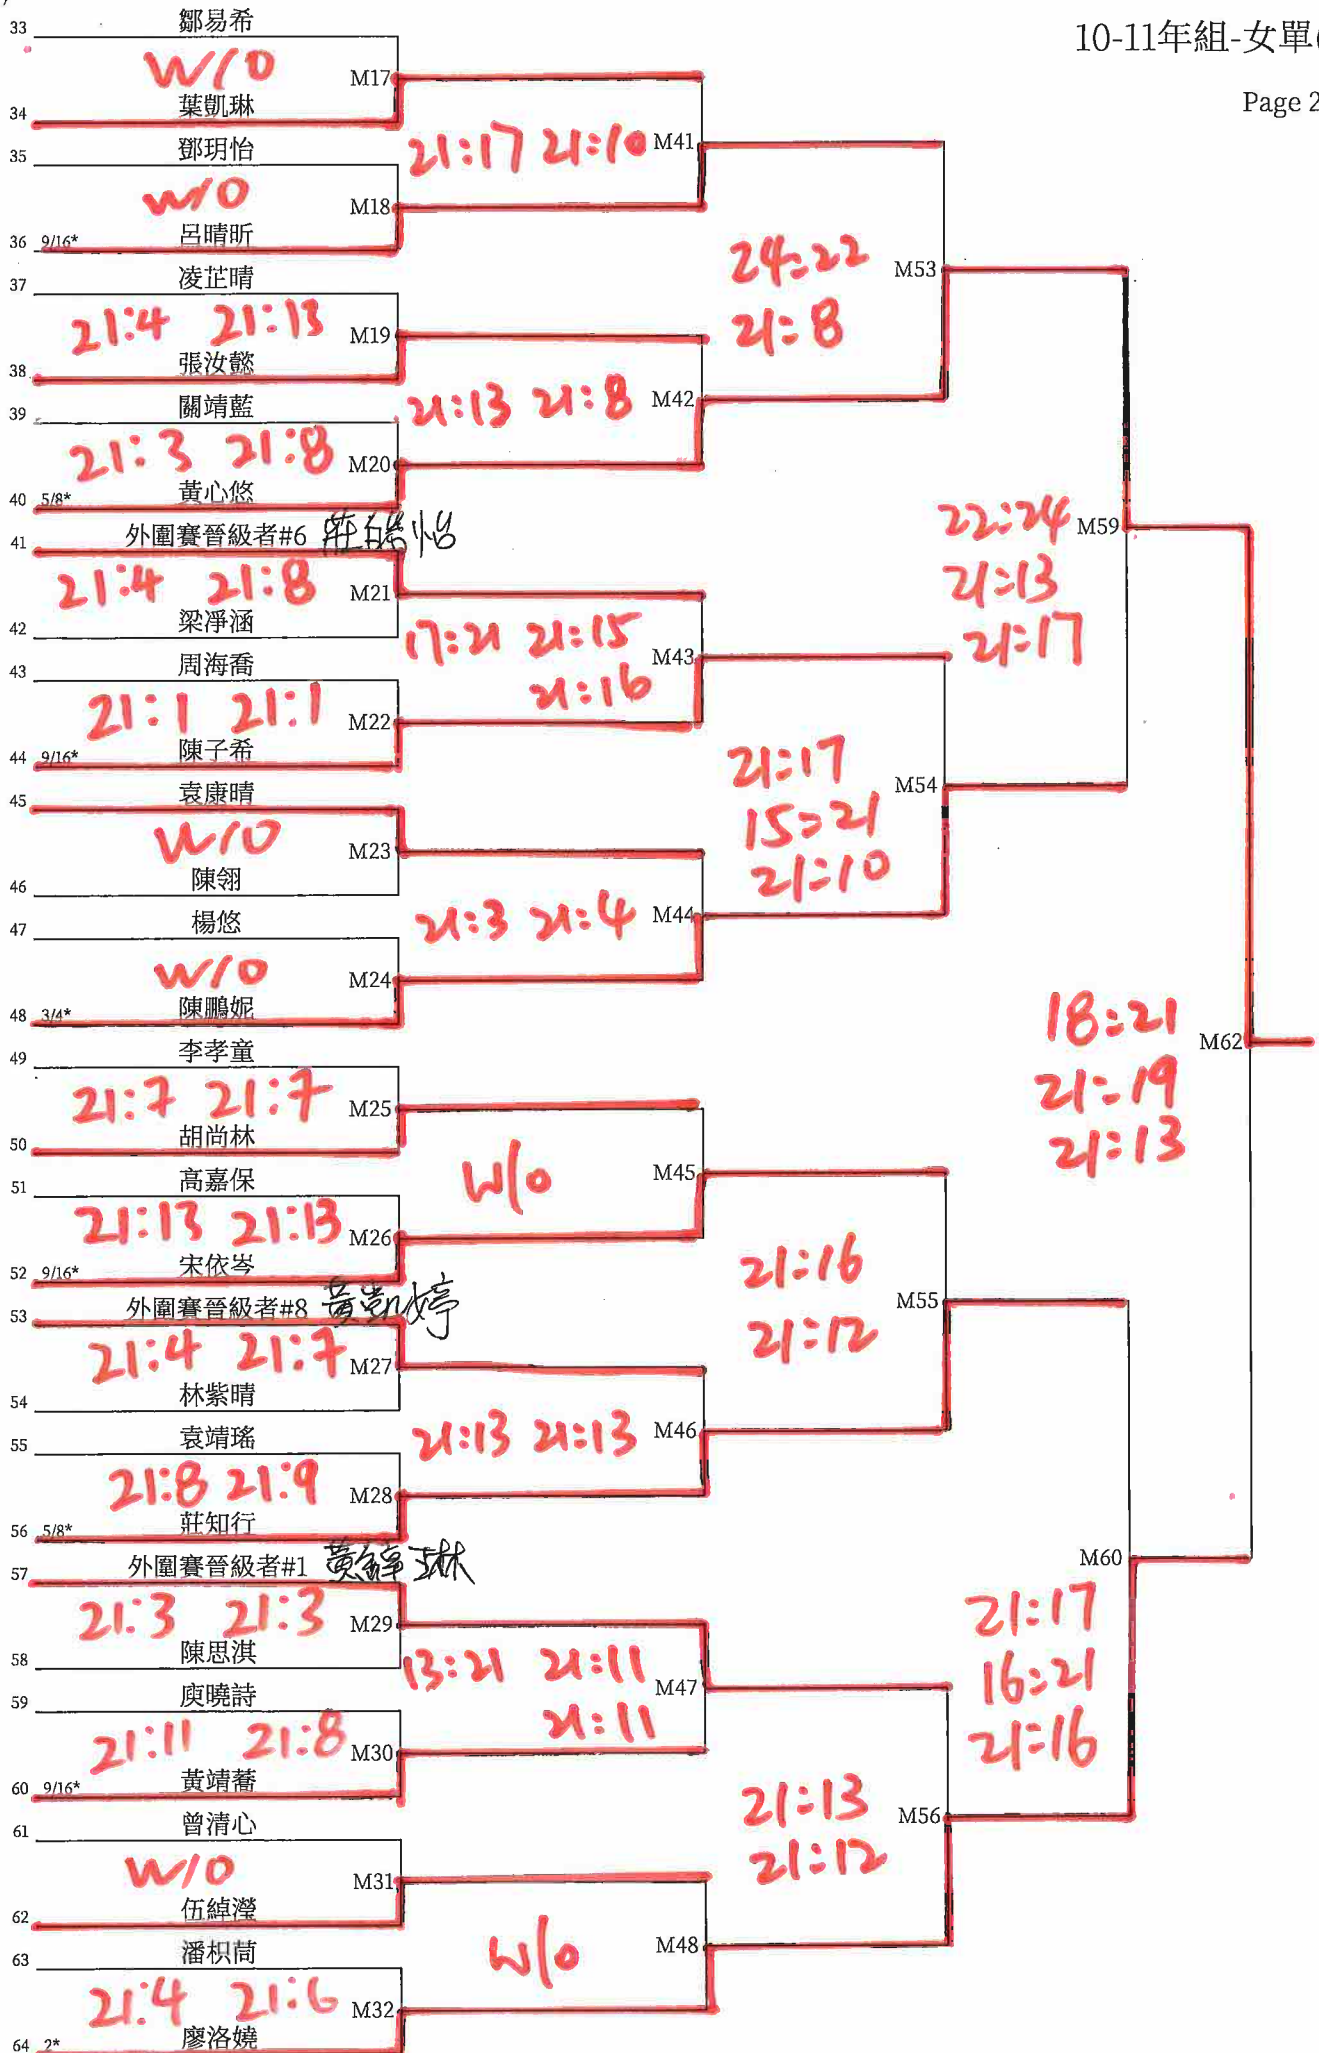 10-11年組-女單(
Page 2
33 鄒易希
W/O M17
34 葉凱琳
21:17 21:10 M41
35 鄧玥怡
W/O M18
36 9/16* 呂晴昕
24:22 M53
21:8
37 凌芷晴
21:4 21:13 M19
38 張汝懿
21:13 21:8 M42
39 關靖藍
21:3 21:8 M20
40 5/8* 黃心悠
22:24 M59
21:13
21:17
41 外圍賽晉級者#6 莊皓怡
21:4 21:8 M21
42 梁凈涵
17:21 21:15 M43
21:16
43 周海喬
21:1 21:1 M22
44 9/16* 陳子希
21:17 M54
15:21
21:10
45 袁康晴
W/O M23
46 陳翎
21:3 21:4 M44
47 楊悠
W/O M24
48 3/4* 陳鵬妮
18:21 M62
21:19
21:13
49 李孝童
21:7 21:7 M25
50 胡尚林
W/O M45
51 高嘉保
21:13 21:13 M26
52 9/16* 宋依岑
21:16 M55
21:12
53 外圍賽晉級者#8 黃凱婷
21:4 21:7 M27
54 林紫晴
21:13 21:13 M46
55 袁靖瑤
21:8 21:9 M28
56 5/8* 莊知行
M60
21:17
16:21
21:16
57 外圍賽晉級者#1 黃鎨琳
21:3 21:3 M29
58 陳思淇
13:21 21:11 M47
21:11
59 庾曉詩
21:11 21:8 M30
60 9/16* 黃靖蕎
21:13 M56
21:12
61 曾清心
W/O M31
62 伍綽瀅
W/O M48
63 潘枳茼
21:4 21:6 M32
64 2* 廖洛嬈